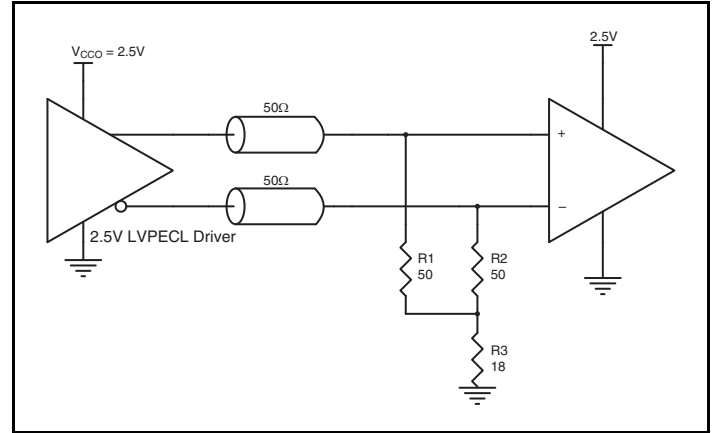 V_CCO = 2.5V
2.5V
50Ω
50Ω
+
–
2.5V LVPECL Driver
R1
50
R2
50
R3
18